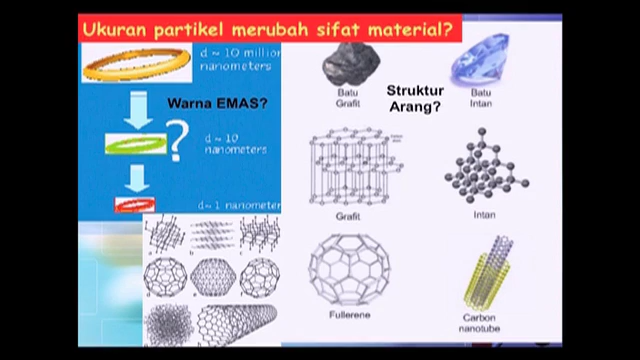 Ukuran partikel merubah sifat material?
d ~ 10 million
nanometers
Warna EMAS?
?
d ~ 10
nanometers
d ~ 1 nanometer
a b c
d e f
Batu
Grafit
Struktur
Arang?
Batu
Intan
Grafit
Intan
Fullerene
Carbon
nanotube